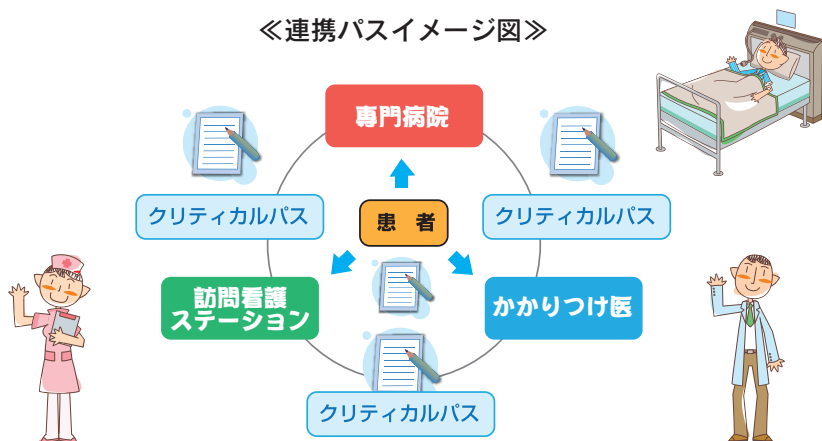 ≪連携パスイメージ図≫
専門病院
クリティカルパス
患 者
クリティカルパス
訪問看護
ステーション
かかりつけ医
クリティカルパス